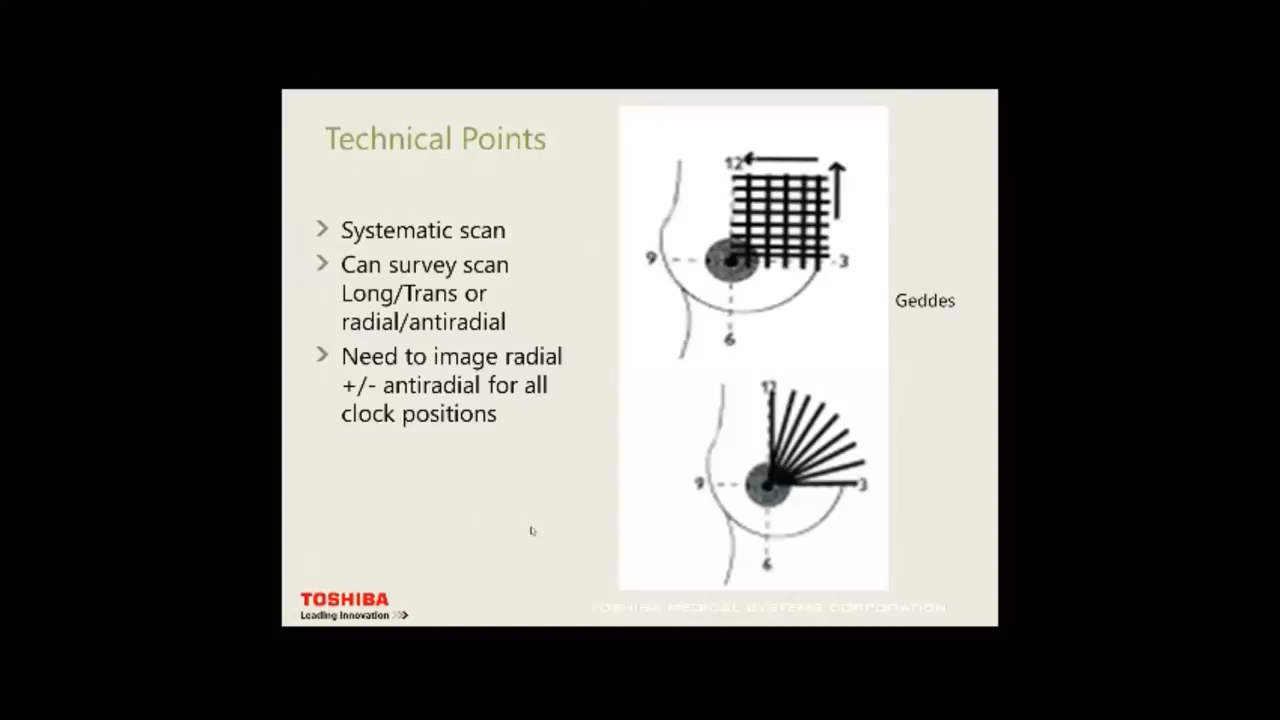 Technical Points
Systematic scan
Can survey scan
Long/Trans or
radial/antiradial
Need to image radial
+/- antiradial for all
clock positions
12
9
3
6
Geddes
12
9
3
6
TOSHIBA
Leading Innovation >>>
TOSHIBA MEDICAL SYSTEMS CORPORATION